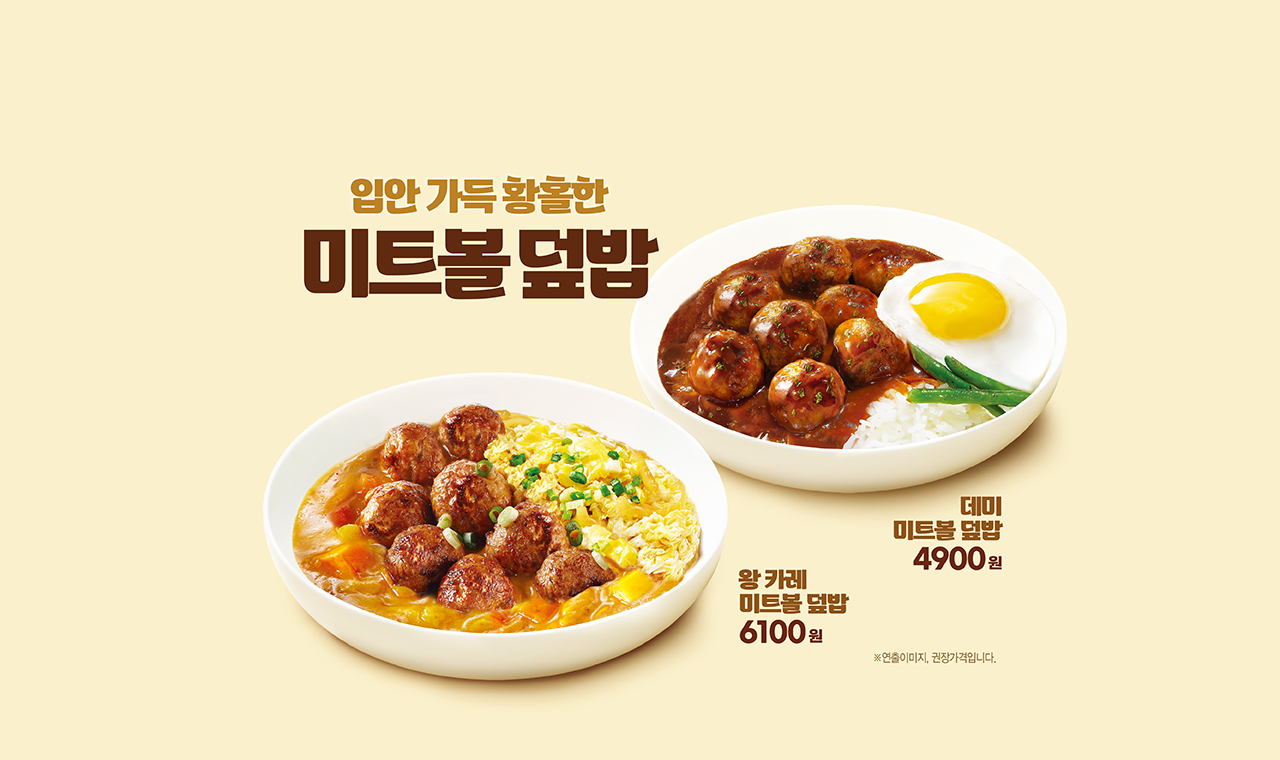 입안 가득 황홀한
미트볼 덮밥
데미
미트볼 덮밥
4900원
왕 카레
미트볼 덮밥
6100원
※연출이미지, 권장가격입니다.